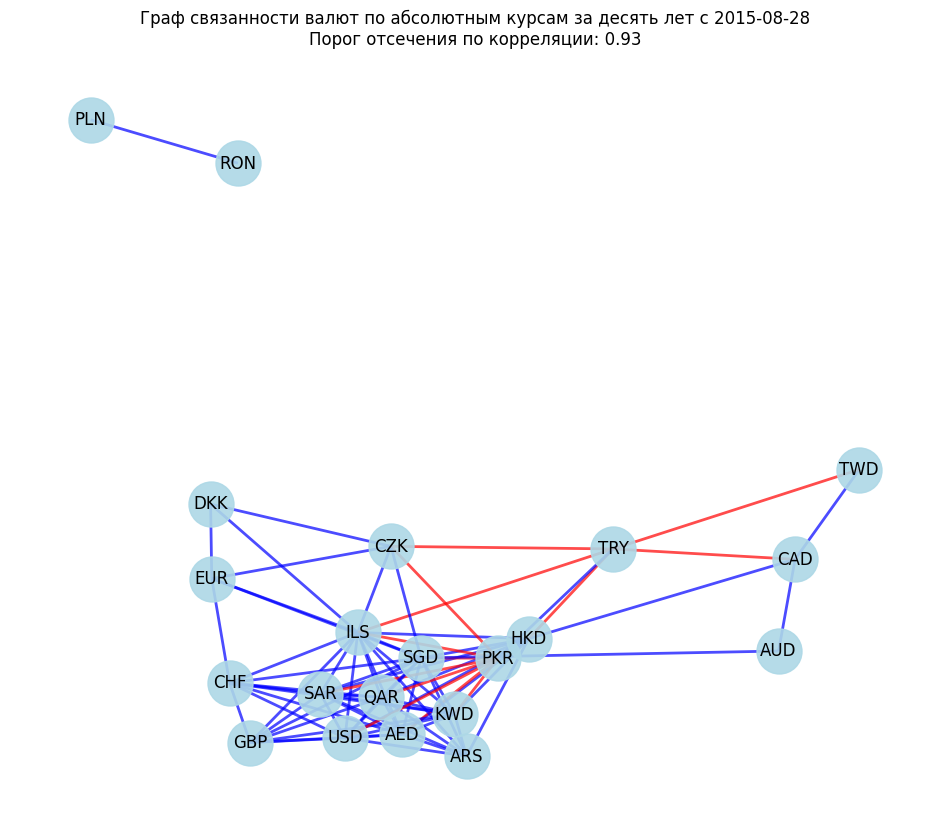 Граф связанности валют по абсолютным курсам за десять лет с 2015-08-28
Порог отсечения по корреляции: 0.93
PLN
RON
TWD
DKK
CZK
TRY
CAD
EUR
ILS
HKD
AUD
SGD
PKR
CHF
SAR
QAR
KWD
GBP
USD
AED
ARS